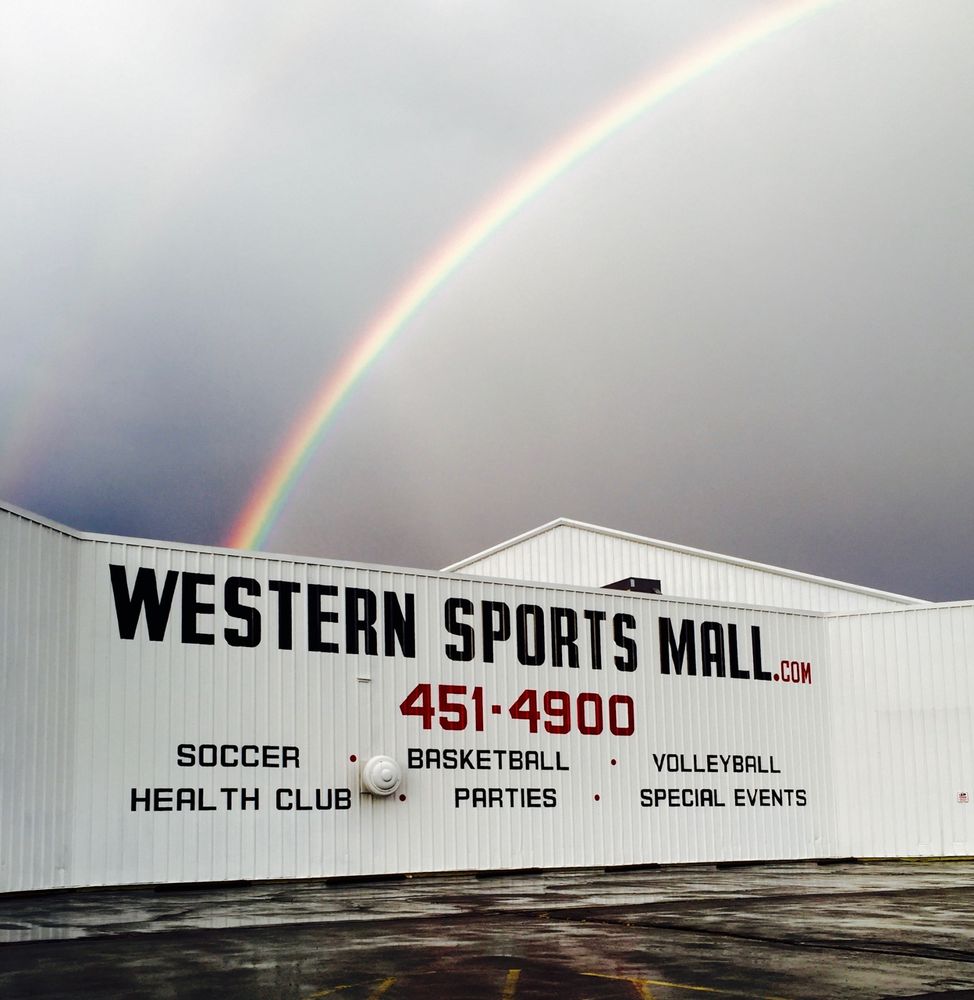 WESTERN SPORTS MALL.COM
451-4900
SOCCER • BASKETBALL • VOLLEYBALL
HEALTH CLUB • PARTIES • SPECIAL EVENTS